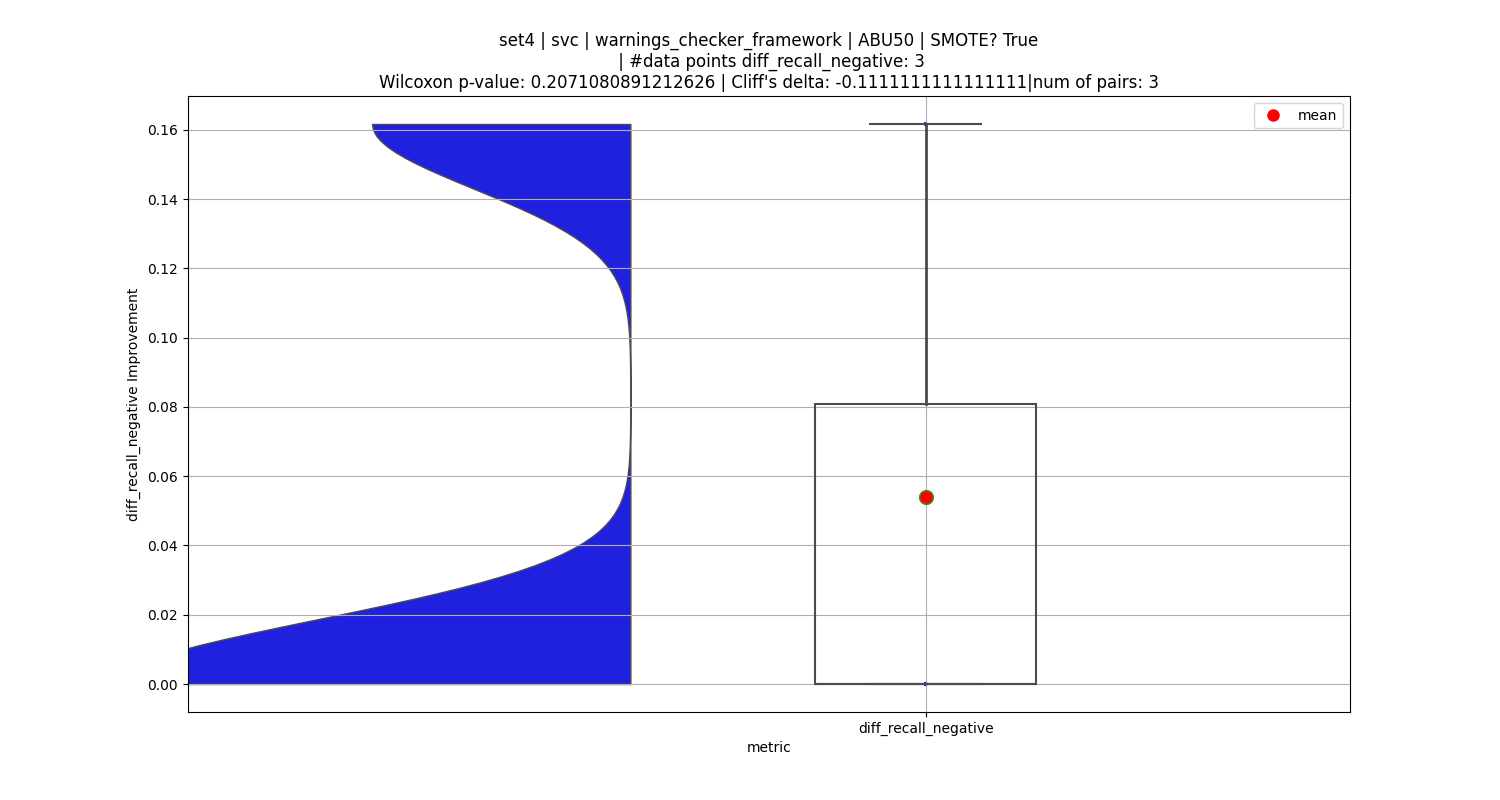 set4 | svc | warnings_checker_framework | ABU50 | SMOTE? True
| #data points diff_recall_negative: 3
Wilcoxon p-value: 0.2071080891212626 | Cliff's delta: -0.1111111111111111|num of pairs: 3
mean
0.16
0.14
0.12
0.10
0.08
0.06
0.04
0.02
0.00
diff_recall_negative Improvement
diff_recall_negative
metric